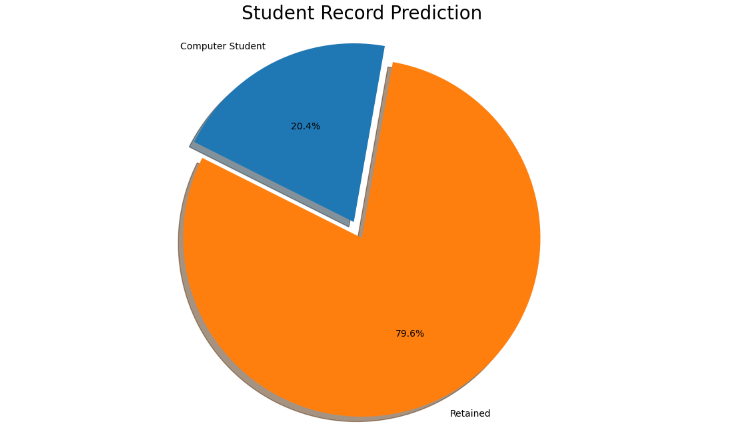 Student Record Prediction
Computer Student
20.4%
79.6%
Retained